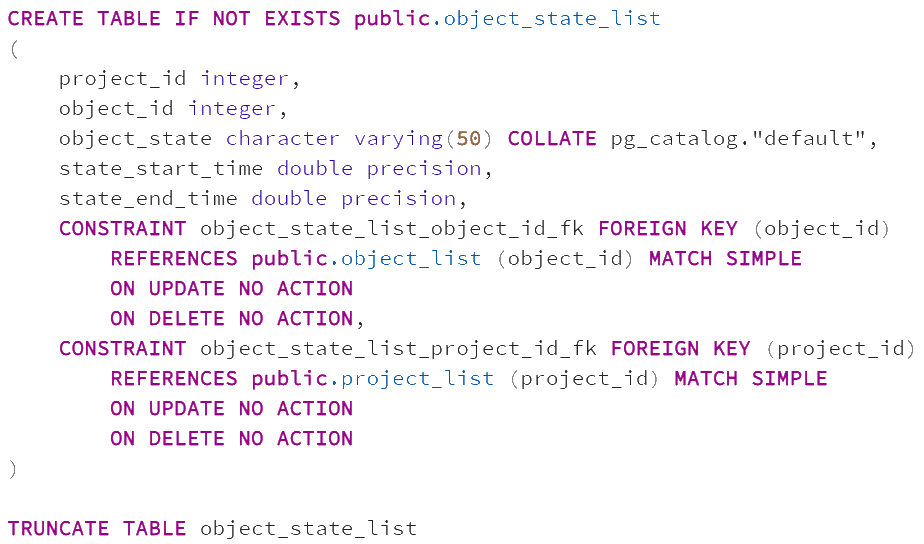 CREATE TABLE IF NOT EXISTS public.object_state_list
(
    project_id integer,
    object_id integer,
    object_state character varying(50) COLLATE pg_catalog."default",
    state_start_time double precision,
    state_end_time double precision,
    CONSTRAINT object_state_list_object_id_fk FOREIGN KEY (object_id)
        REFERENCES public.object_list (object_id) MATCH SIMPLE
        ON UPDATE NO ACTION
        ON DELETE NO ACTION,
    CONSTRAINT object_state_list_project_id_fk FOREIGN KEY (project_id)
        REFERENCES public.project_list (project_id) MATCH SIMPLE
        ON UPDATE NO ACTION
        ON DELETE NO ACTION
)

TRUNCATE TABLE object_state_list